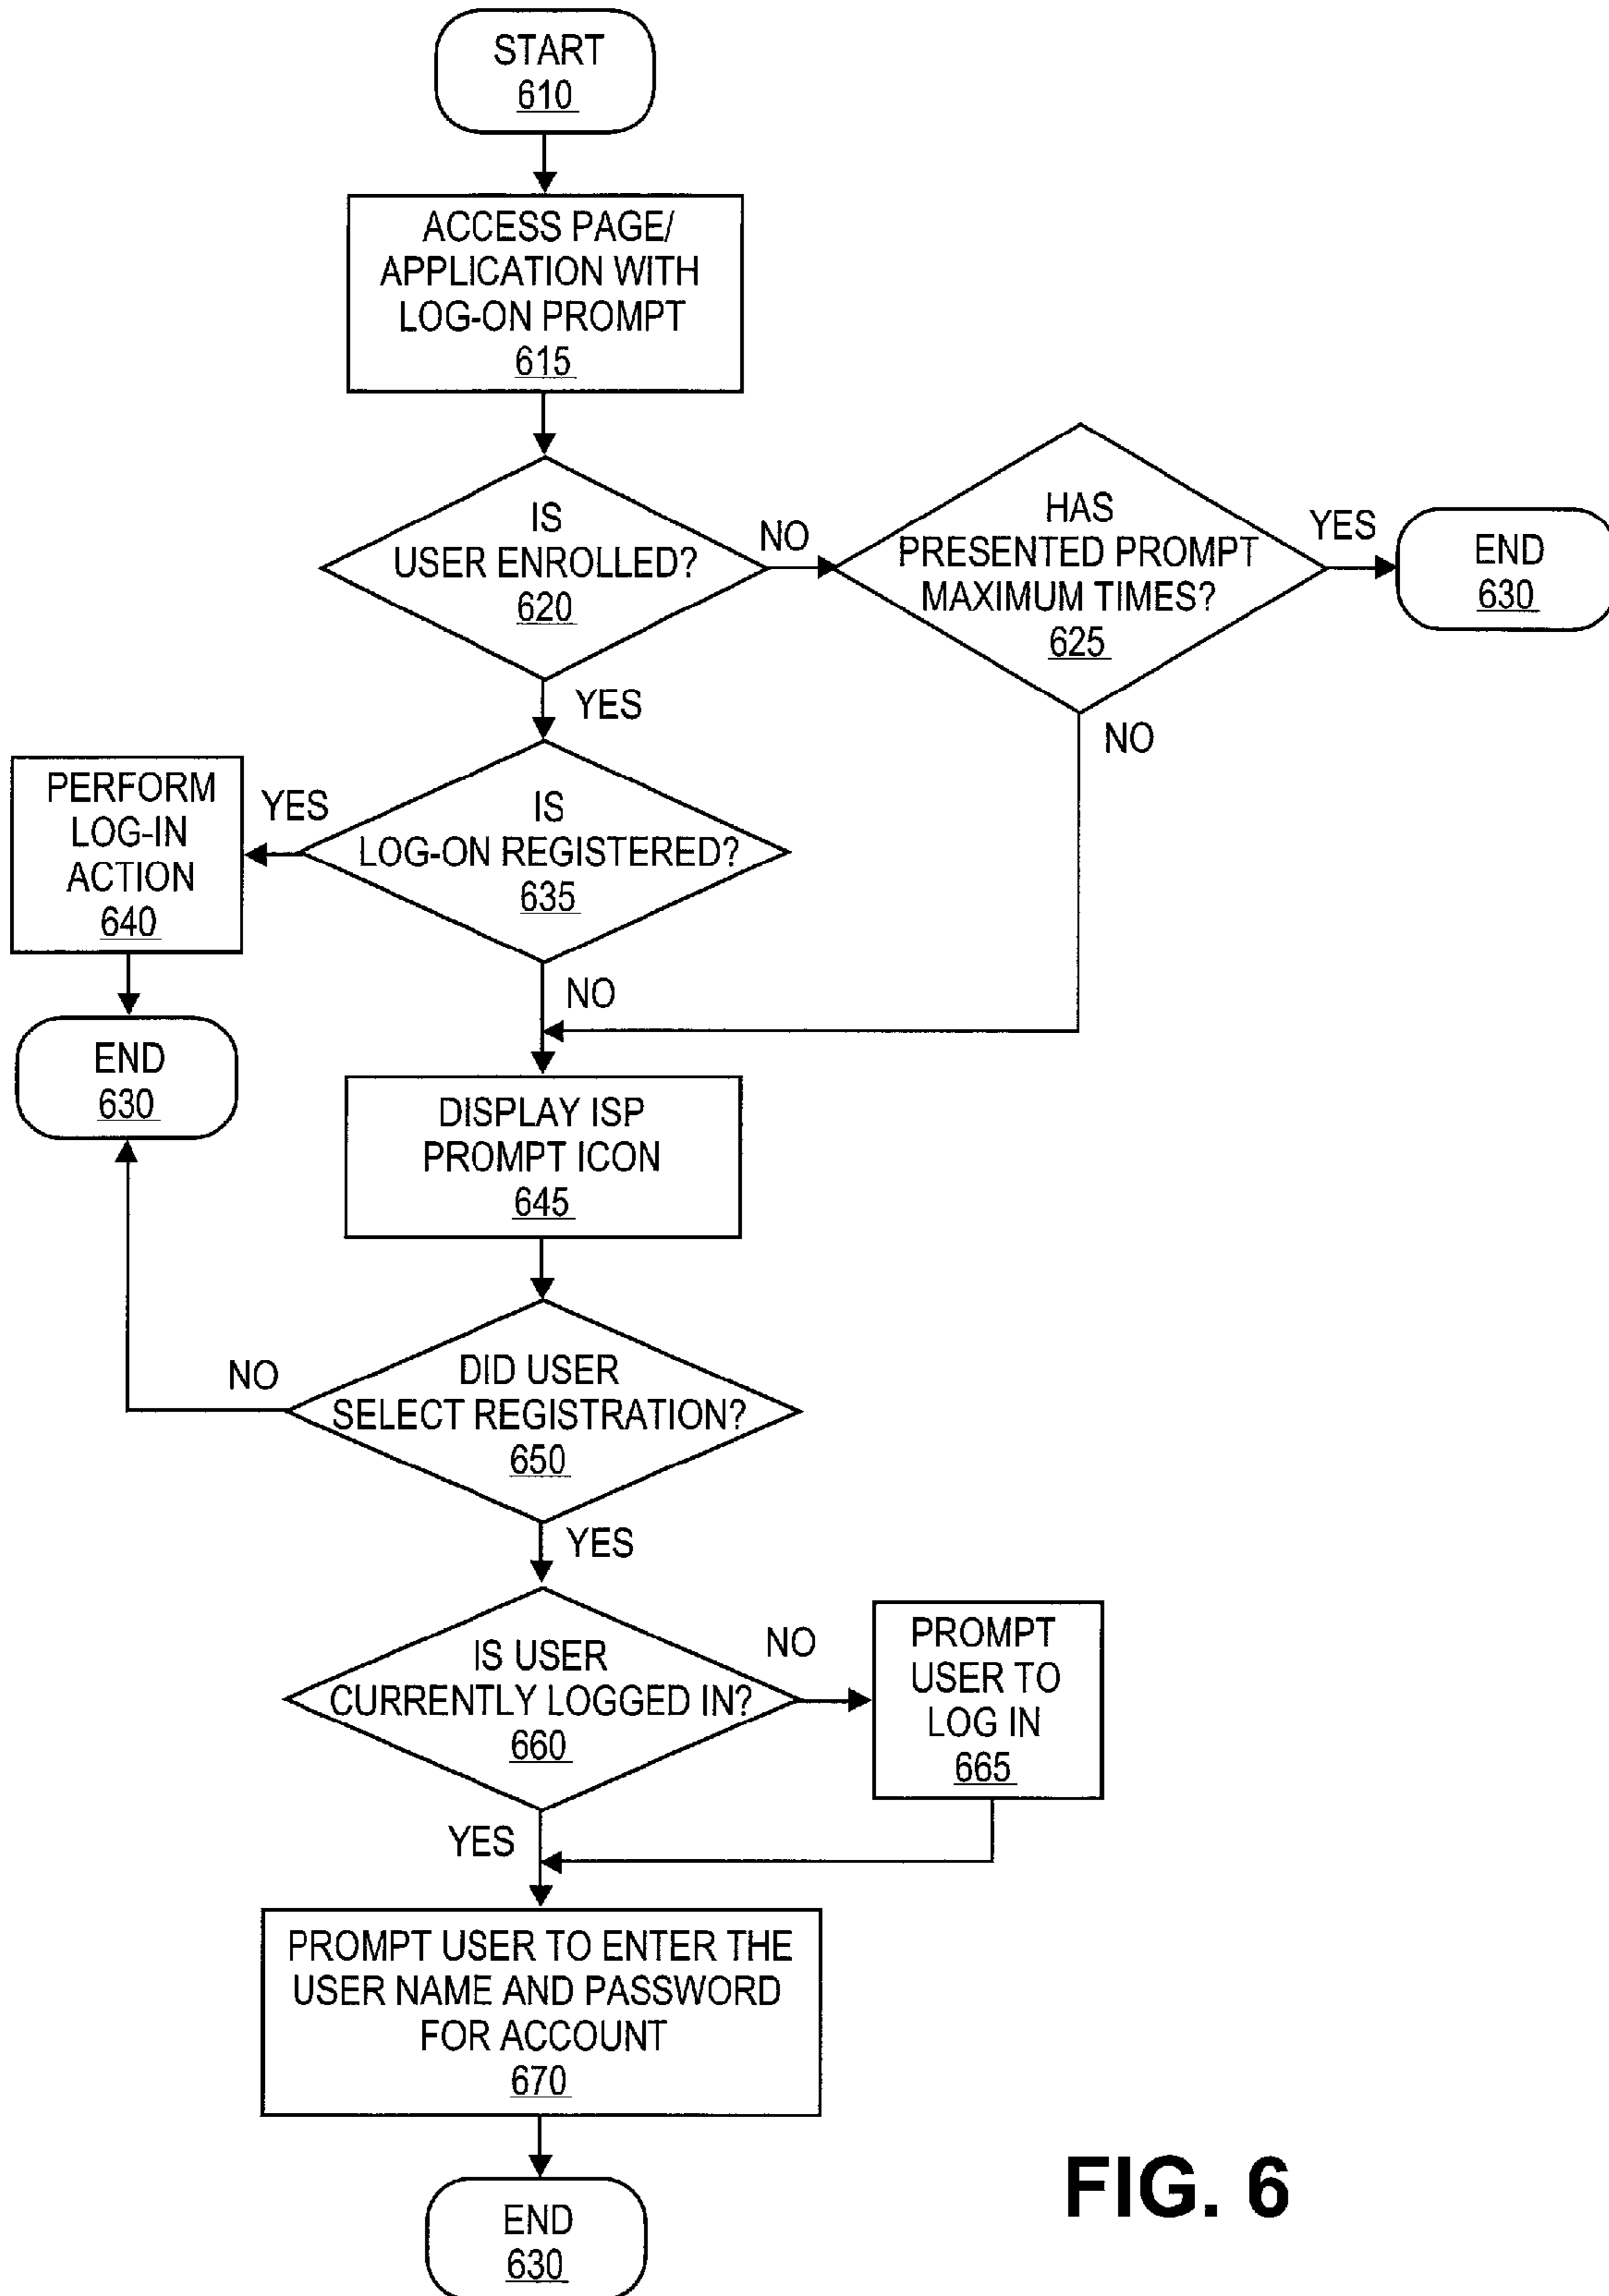 START
610
ACCESS PAGE/
APPLICATION WITH
LOG-ON PROMPT
615
IS
USER ENROLLED?
620
NO
HAS
PRESENTED PROMPT
MAXIMUM TIMES?
625
YES
END
630
YES
NO
IS
LOG-ON REGISTERED?
635
YES
PERFORM
LOG-IN
ACTION
640
END
630
NO
DISPLAY ISP
PROMPT ICON
645
DID USER
SELECT REGISTRATION?
650
NO
YES
IS USER
CURRENTLY LOGGED IN?
660
NO
PROMPT
USER TO
LOG IN
665
YES
PROMPT USER TO ENTER THE
USER NAME AND PASSWORD
FOR ACCOUNT
670
END
630
FIG. 6